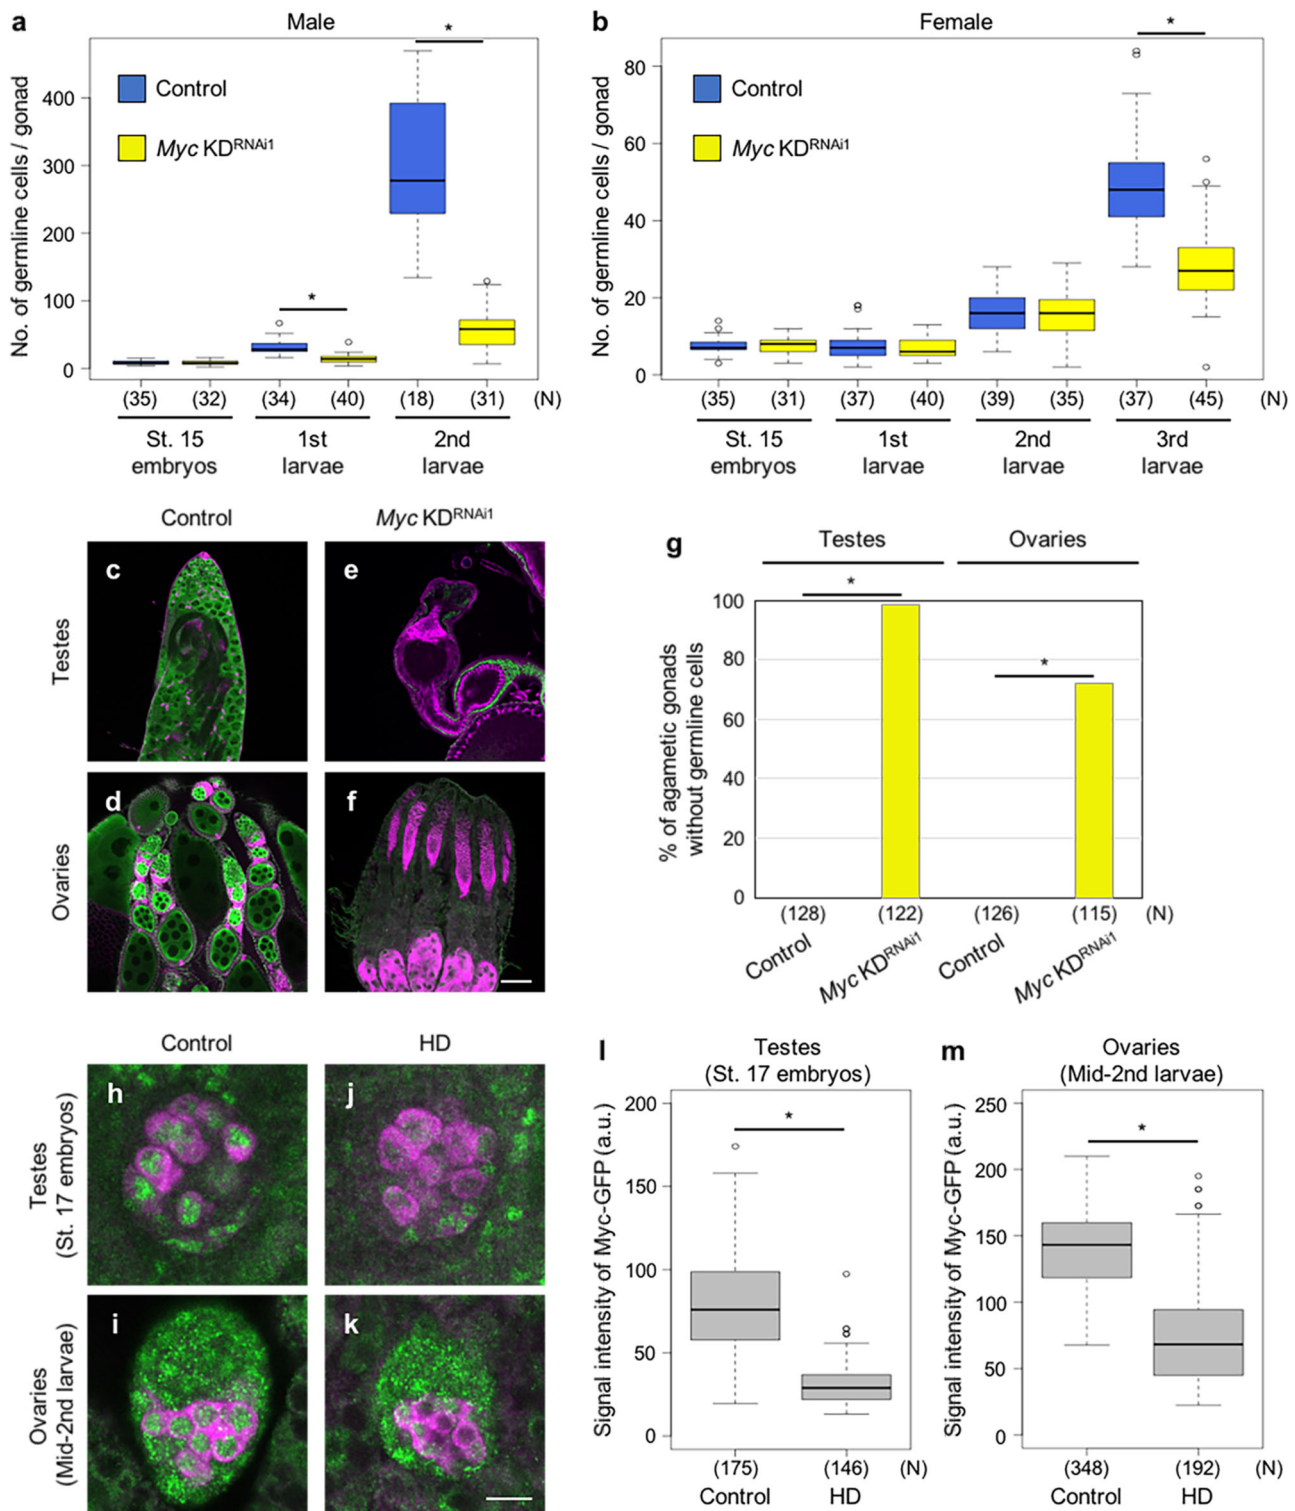 a
Male
*
No. of germline cells / gonad
400
300
200
100
0
Control
Myc KDRNAi1
*
(35) (32) (34) (40) (18) (31) (N)
St. 15 embryos
1st larvae
2nd larvae
b
Female
*
No. of germline cells / gonad
80
60
40
20
0
Control
Myc KDRNAi1
(35) (31) (37) (40) (39) (35) (37) (45) (N)
St. 15 embryos
1st larvae
2nd larvae
3rd larvae
Control
Myc KDRNAi1
Testes
c
e
Ovaries
d
f
g
Testes
Ovaries
*
*
% of agametic gonads without germline cells
100
80
60
40
20
0
(128) (122) (126) (115) (N)
Control
Myc KDRNAi1
Control
Myc KDRNAi1
Control
HD
Testes
(St. 17 embryos)
h
j
Ovaries
(Mid-2nd larvae)
i
k
l
Testes
(St. 17 embryos)
*
Signal intensity of Myc-GFP (a.u.)
200
150
100
50
0
(175) (146) (N)
Control
HD
m
Ovaries
(Mid-2nd larvae)
*
Signal intensity of Myc-GFP (a.u.)
250
200
150
100
50
0
(348) (192) (N)
Control
HD